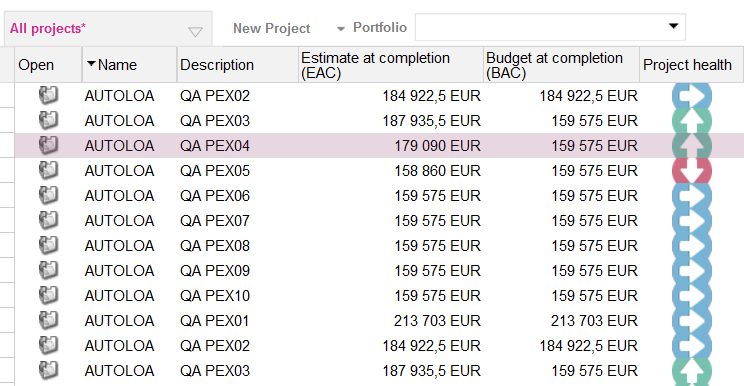 All projects* New Project Portfolio
Open Name Description Estimate at completion (EAC) Budget at completion (BAC) Project health
AUTOLOA QA PEX02 184 922,5 EUR 184 922,5 EUR
AUTOLOA QA PEX03 187 935,5 EUR 159 575 EUR
AUTOLOA QA PEX04 179 090 EUR 159 575 EUR
AUTOLOA QA PEX05 158 860 EUR 159 575 EUR
AUTOLOA QA PEX06 159 575 EUR 159 575 EUR
AUTOLOA QA PEX07 159 575 EUR 159 575 EUR
AUTOLOA QA PEX08 159 575 EUR 159 575 EUR
AUTOLOA QA PEX09 159 575 EUR 159 575 EUR
AUTOLOA QA PEX10 159 575 EUR 159 575 EUR
AUTOLOA QA PEX01 213 703 EUR 213 703 EUR
AUTOLOA QA PEX02 184 922,5 EUR 184 922,5 EUR
AUTOLOA QA PEX03 187 935,5 EUR 159 575 EUR